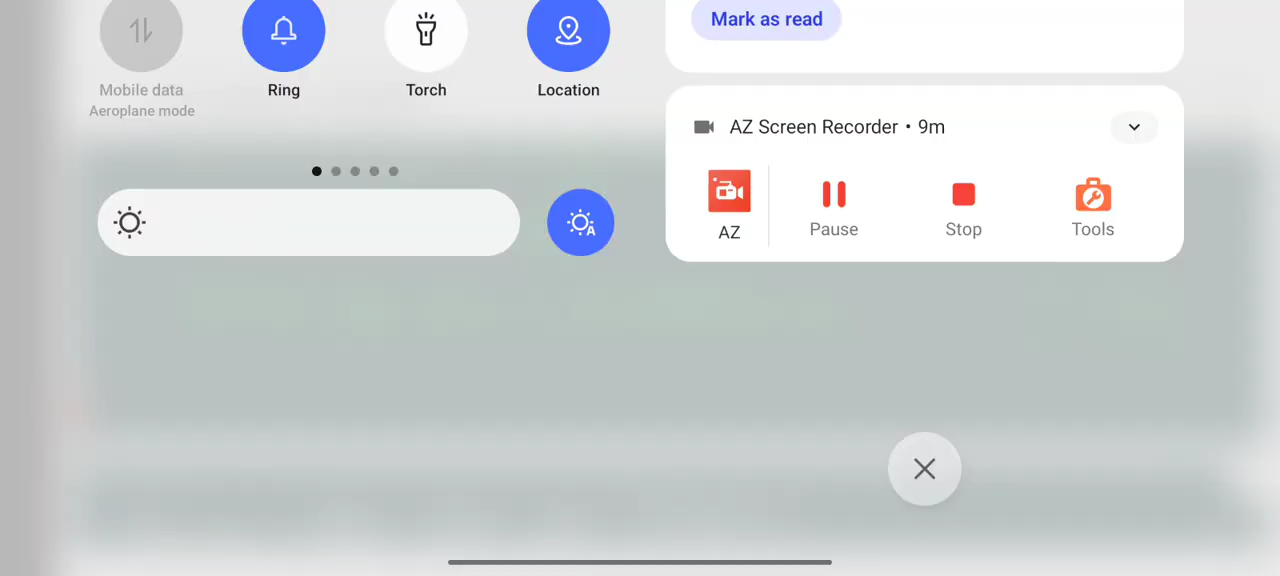 Mobile data
Aeroplane mode
Ring
Torch
Location
Mark as read
AZ Screen Recorder • 9m
AZ
Pause
Stop
Tools